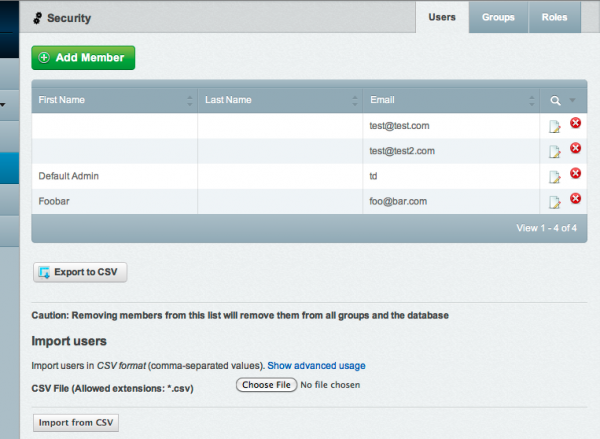 Security
Users Groups Roles
Add Member
First Name Last Name Email
test@test.com
test@test2.com
Default Admin td
Foobar foo@bar.com
View 1 - 4 of 4
Export to CSV
Caution: Removing members from this list will remove them from all groups and the database
Import users
Import users in CSV format (comma-separated values). Show advanced usage
CSV File (Allowed extensions: *.csv) Choose File No file chosen
Import from CSV